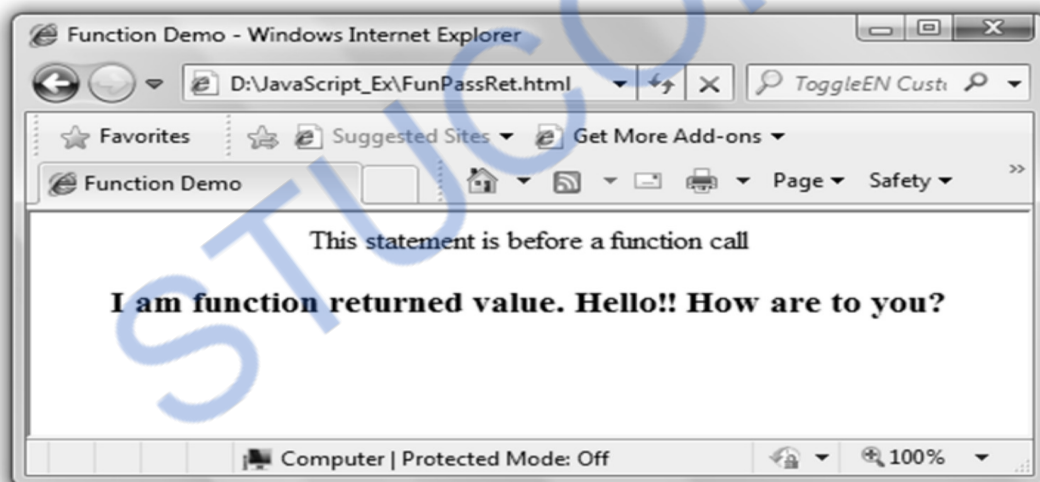 Function Demo - Windows Internet Explorer
D:\JavaScript_Ex\FunPassRet.html
ToggleEN Cust
Favorites Suggested Sites Get More Add-ons
Function Demo Page Safety »
This statement is before a function call
I am function returned value. Hello!! How are to you?
Computer | Protected Mode: Off 100%
STUCO